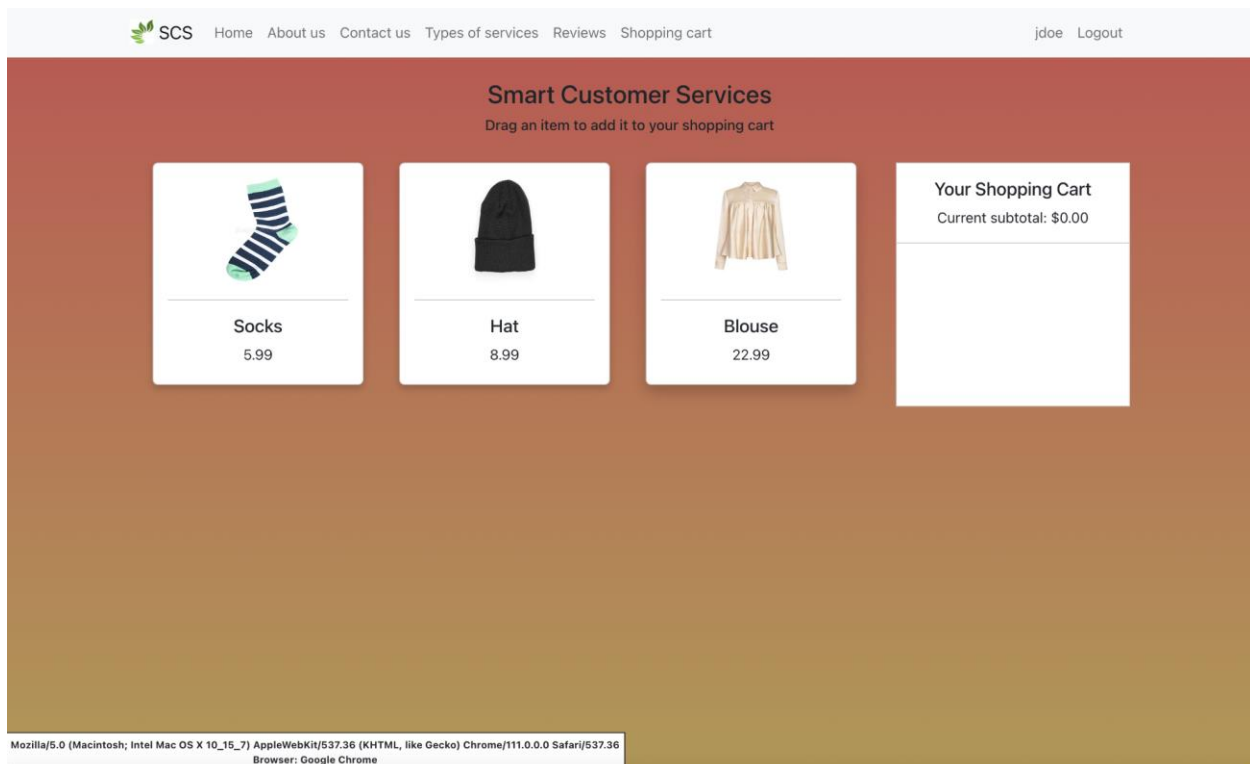 SCS Home About us Contact us Types of services Reviews Shopping cart jdoe Logout
Smart Customer Services
Drag an item to add it to your shopping cart
Socks
5.99
Hat
8.99
Blouse
22.99
Your Shopping Cart
Current subtotal: $0.00
Mozilla/5.0 (Macintosh; Intel Mac OS X 10_15_7) AppleWebKit/537.36 (KHTML, like Gecko) Chrome/111.0.0.0 Safari/537.36
Browser: Google Chrome